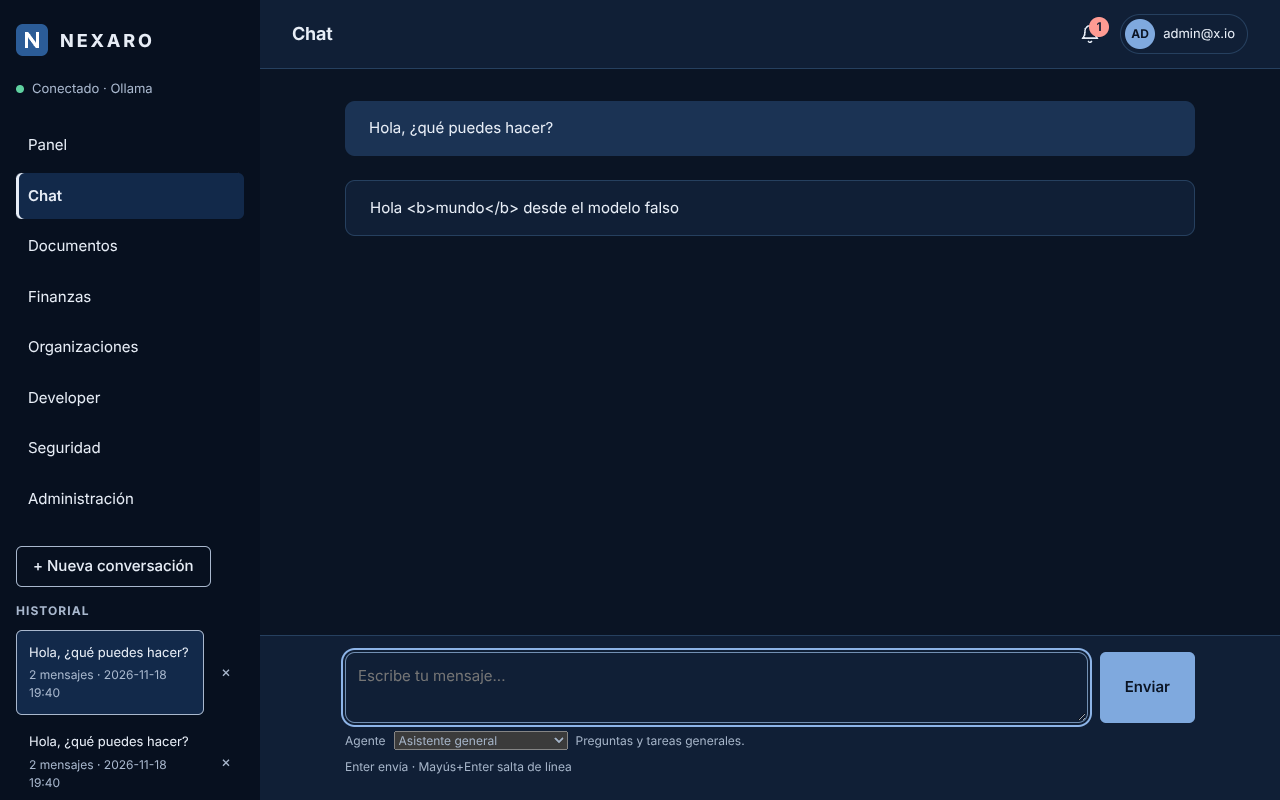 N NEXARO
Conectado · Ollama
Panel
Chat
Documentos
Finanzas
Organizaciones
Developer
Seguridad
Administración
+ Nueva conversación
HISTORIAL
Hola, ¿qué puedes hacer?
2 mensajes · 2026-11-18
19:40
×
Hola, ¿qué puedes hacer?
2 mensajes · 2026-11-18
19:40
×
Chat
1
AD admin@x.io
Hola, ¿qué puedes hacer?
Hola <b>mundo</b> desde el modelo falso
Escribe tu mensaje...
Enviar
Agente Asistente general Preguntas y tareas generales.
Enter envía · Mayús+Enter salta de línea